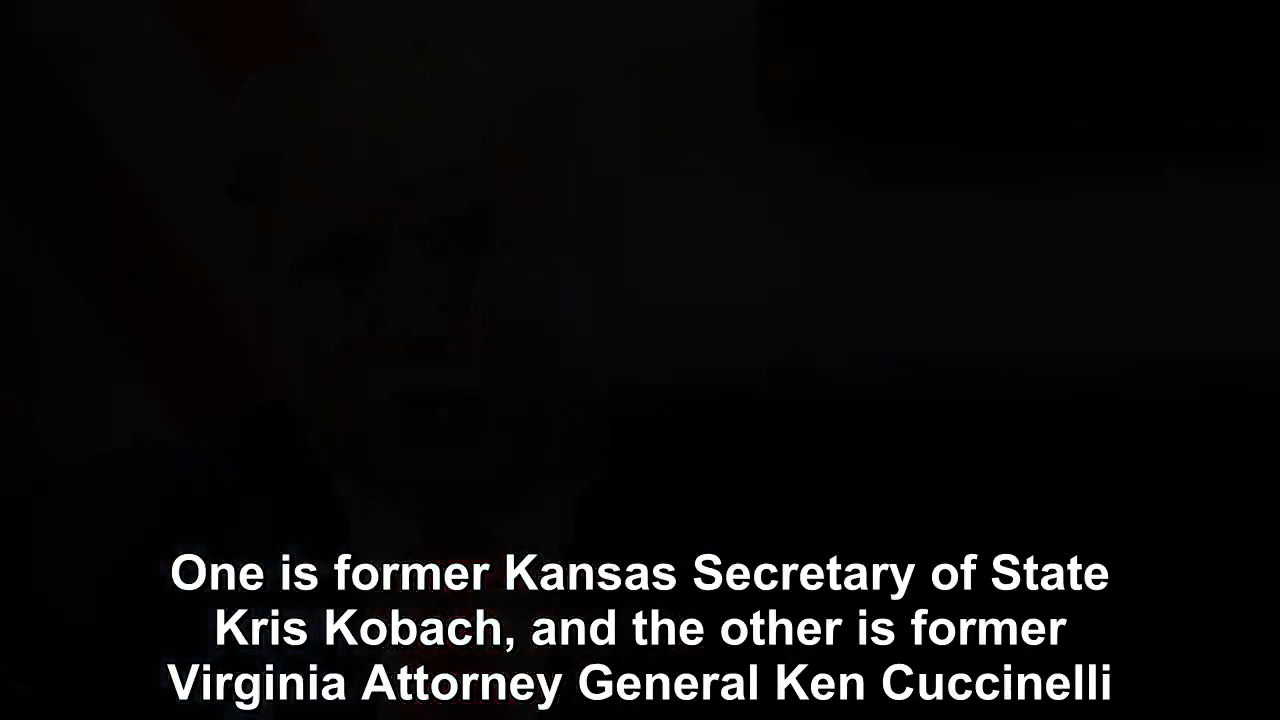 One is former Kansas Secretary of State
Kris Kobach, and the other is former
Virginia Attorney General Ken Cuccinelli